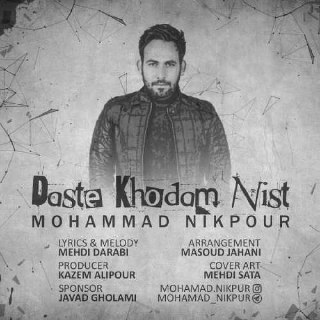 Daste Khodam Nist
MOHAMMAD NIKPOUR
LYRICS & MELODY
MEHDI DARABI
ARRANGEMENT
MASOUD JAHANI
PRODUCER
KAZEM ALIPOUR
COVER ART
MEHDI SATA
SPONSOR
JAVAD GHOLAMI
MOHAMAD.NIKPUR
MOHAMAD_NIKPUR